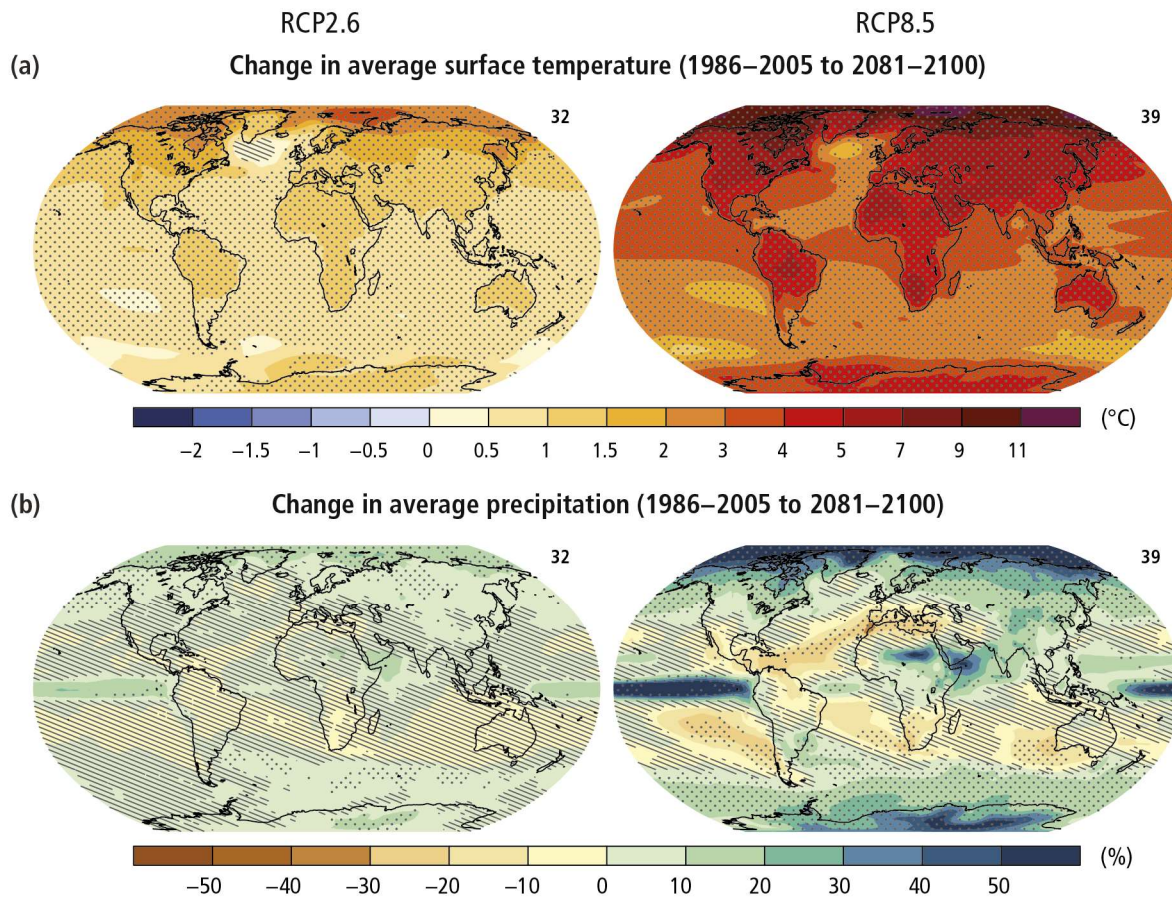 RCP2.6 RCP8.5
(a) Change in average surface temperature (1986–2005 to 2081–2100)
32 39
−2 −1.5 −1 −0.5 0 0.5 1 1.5 2 3 4 5 7 9 11 (°C)
(b) Change in average precipitation (1986–2005 to 2081–2100)
32 39
−50 −40 −30 −20 −10 0 10 20 30 40 50 (%)